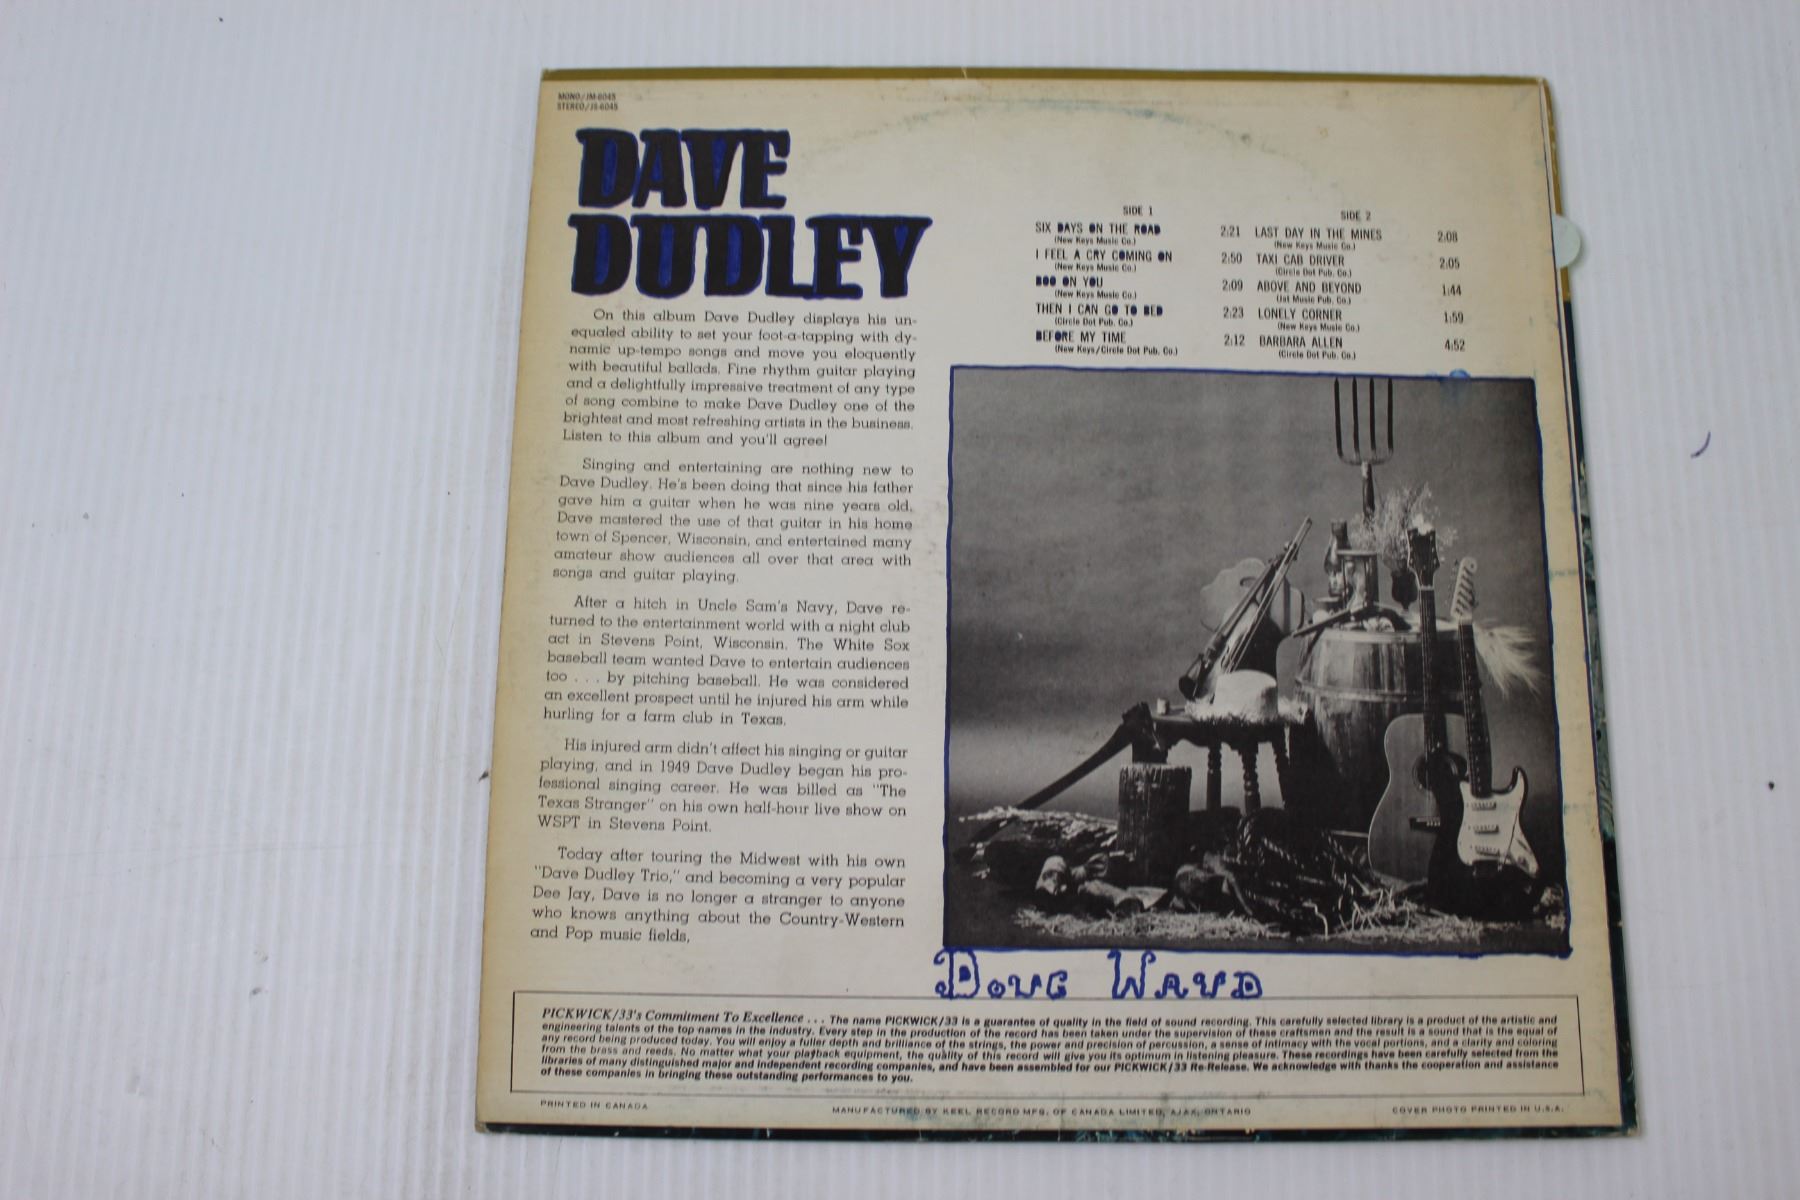 MONO/JM-6045
STEREO/JS-6045
DAVE
DUDLEY
On this album Dave Dudley displays his un-
equaled ability to set your foot-a-tapping with dy-
namic up-tempo songs and move you eloquently
with beautiful ballads. Fine rhythm guitar playing
and a delightfully impressive treatment of any type
of song combine to make Dave Dudley one of the
brightest and most refreshing artists in the business.
Listen to this album and you'll agree!
Singing and entertaining are nothing new to
Dave Dudley. He's been doing that since his father
gave him a guitar when he was nine years old.
Dave mastered the use of that guitar in his home
town of Spencer, Wisconsin, and entertained many
amateur show audiences all over that area with
songs and guitar playing.
After a hitch in Uncle Sam's Navy, Dave re-
turned to the entertainment world with a night club
act in Stevens Point, Wisconsin. The White Sox
baseball team wanted Dave to entertain audiences
too . . . by pitching baseball. He was considered
an excellent prospect until he injured his arm while
hurling for a farm club in Texas.
His injured arm didn't affect his singing or guitar
playing, and in 1949 Dave Dudley began his pro-
fessional singing career. He was billed as "The
Texas Stranger" on his own half-hour live show on
WSPT in Stevens Point.
Today after touring the Midwest with his own
"Dave Dudley Trio," and becoming a very popular
Dee Jay, Dave is no longer a stranger to anyone
who knows anything about the Country-Western
and Pop music fields,
SIDE 1
SIX DAYS ON THE ROAD 2:21
(New Keys Music Co.)
I FEEL A CRY COMING ON 2:50
(New Keys Music Co.)
BOO ON YOU 2:09
(New Keys Music Co.)
THEN I CAN GO TO BED 2:23
(Circle Dot Pub. Co.)
BEFORE MY TIME 2:12
(New Keys/Circle Dot Pub. Co.)
SIDE 2
LAST DAY IN THE MINES 2:08
(New Keys Music Co.)
TAXI CAB DRIVER 2:05
(Circle Dot Pub. Co.)
ABOVE AND BEYOND 1:44
(Jat Music Pub. Co.)
LONELY CORNER 1:59
(New Keys Music Co.)
BARBARA ALLEN 4:52
(Circle Dot Pub. Co.)
DOUG WAUD
PICKWICK/33's Commitment To Excellence . . . The name PICKWICK/33 is a guarantee of quality in the field of sound recording. This carefully selected library is a product of the artistic and
engineering talents of the top names in the industry. Every step in the production of the record has been taken under the supervision of these craftsmen and the result is a sound that is the equal of
any record being produced today. You will enjoy a fuller depth and brilliance of the strings, the power and precision of percussion, a sense of intimacy with the vocal portions, and a clarity and coloring
from the brass and reeds. No matter what your playback equipment, the quality of this record will give you its optimum in listening pleasure. These recordings have been carefully selected from the
libraries of many distinguished major and independent recording companies, and have been assembled for our PICKWICK/33 Re-Release. We acknowledge with thanks the cooperation and assistance
of these companies in bringing these outstanding performances to you.
PRINTED IN CANADA
MANUFACTURED BY KEEL RECORD MFG. OF CANADA LIMITED, AJAX, ONTARIO
COVER PHOTO PRINTED IN U.S.A.